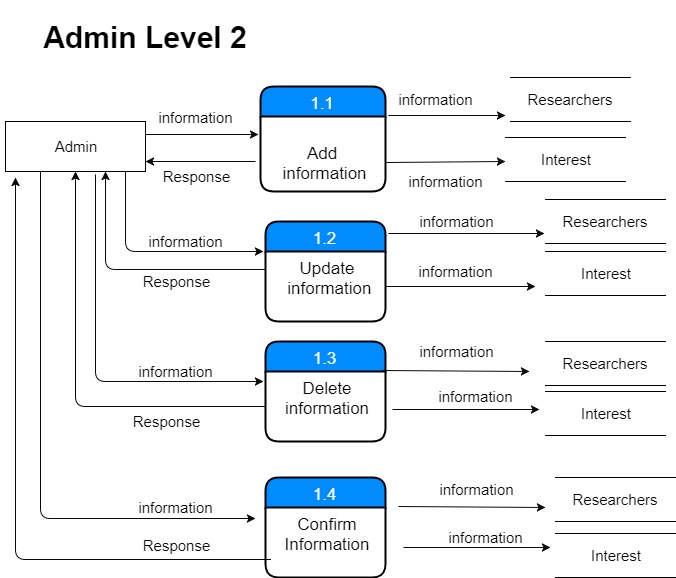 Admin Level 2
1.1
information
Researchers
information
Admin
Add
information
Interest
Response
information
1.2
information
Researchers
information
Update
information
information
Interest
Response
1.3
information
Researchers
information
Delete
information
information
Interest
Response
1.4
information
Researchers
information
Confirm
Information
information
Interest
Response